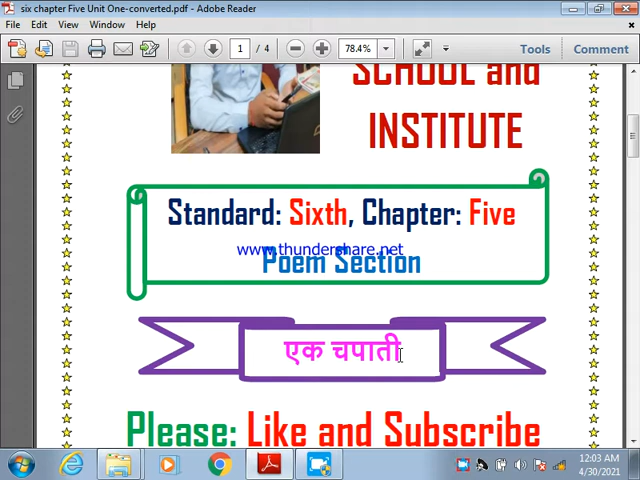 six chapter Five Unit One-converted.pdf - Adobe Reader
File Edit View Window Help
1 / 4 78.4% Tools Comment
SCHOOL and
INSTITUTE
Standard: Sixth, Chapter: Five
www.thundershare.net
Poem Section
एक चपाती
Please: Like and Subscribe
12:03 AM
4/30/2021